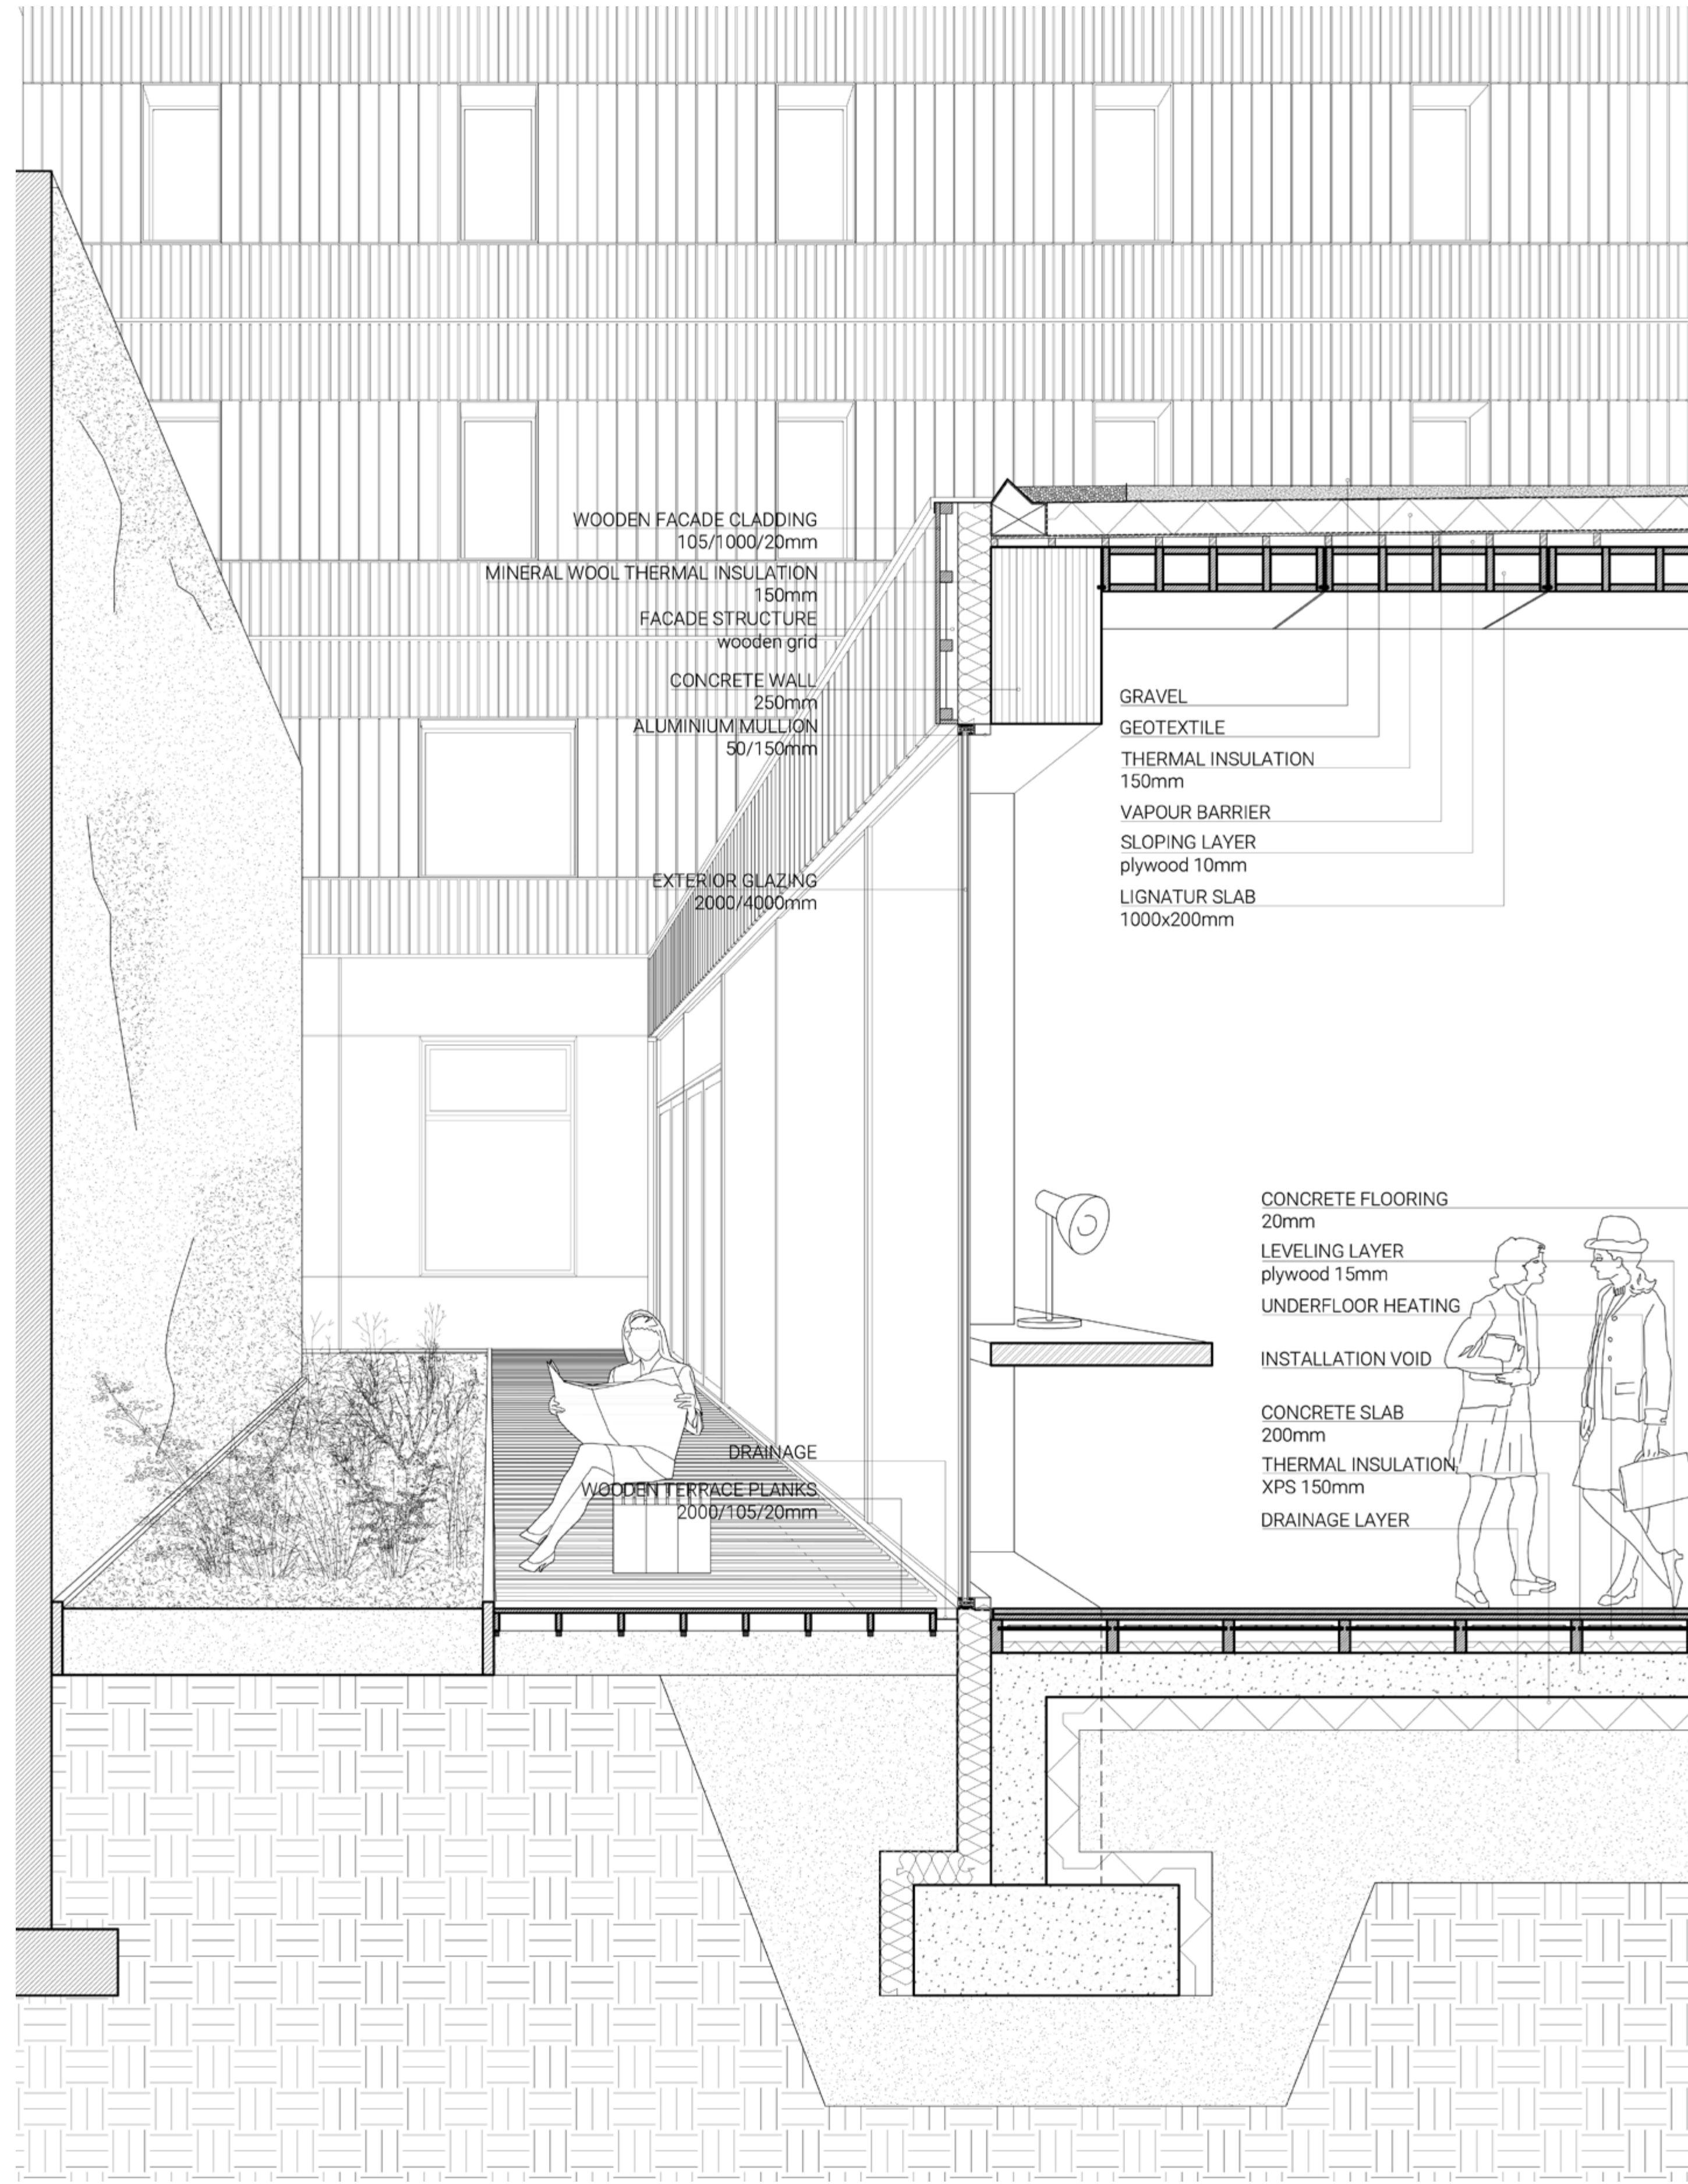 WOODEN FACADE CLADDING
105/1000/20mm
MINERAL WOOL THERMAL INSULATION
150mm
FACADE STRUCTURE
wooden grid
CONCRETE WALL
250mm
ALUMINIUM MULLION
50/150mm
EXTERIOR GLAZING
2000/4000mm
GRAVEL
GEOTEXTILE
THERMAL INSULATION
150mm
VAPOUR BARRIER
SLOPING LAYER
plywood 10mm
LIGNATUR SLAB
1000x200mm
DRAINAGE
WOODEN TERRACE PLANKS
2000/105/20mm
CONCRETE FLOORING
20mm
LEVELING LAYER
plywood 15mm
UNDERFLOOR HEATING
INSTALLATION VOID
CONCRETE SLAB
200mm
THERMAL INSULATION
XPS 150mm
DRAINAGE LAYER